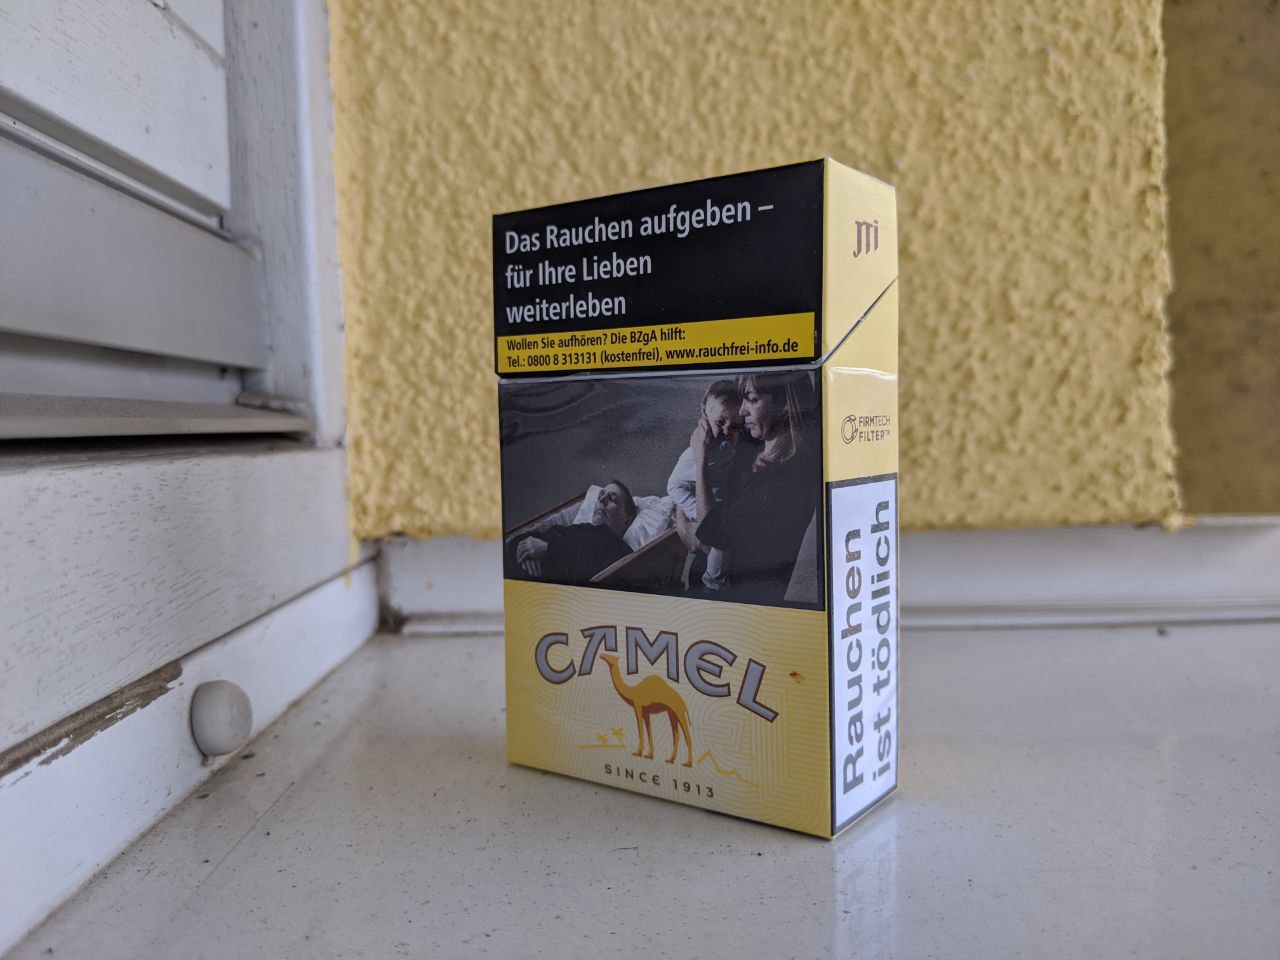 Das Rauchen aufgeben –
für Ihre Lieben
weiterleben
Wollen Sie aufhören? Die BZgA hilft:
Tel.: 0800 8 313131 (kostenfrei), www.rauchfrei-info.de
CAMEL
SINCE 1913
JTi
FIRMTECH
FILTER™
Rauchen
ist tödlich